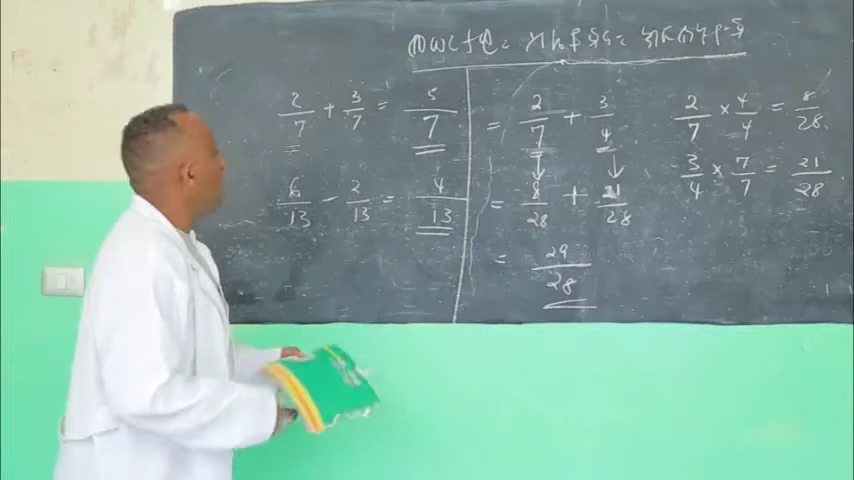 2/7 + 3/7 = 5/7
6/13 - 2/13 = 4/13
= 2/7 + 3/4
= 8/28 + 21/28
= 29/28
2/7 × 4/4 = 8/28
3/4 × 7/7 = 21/28